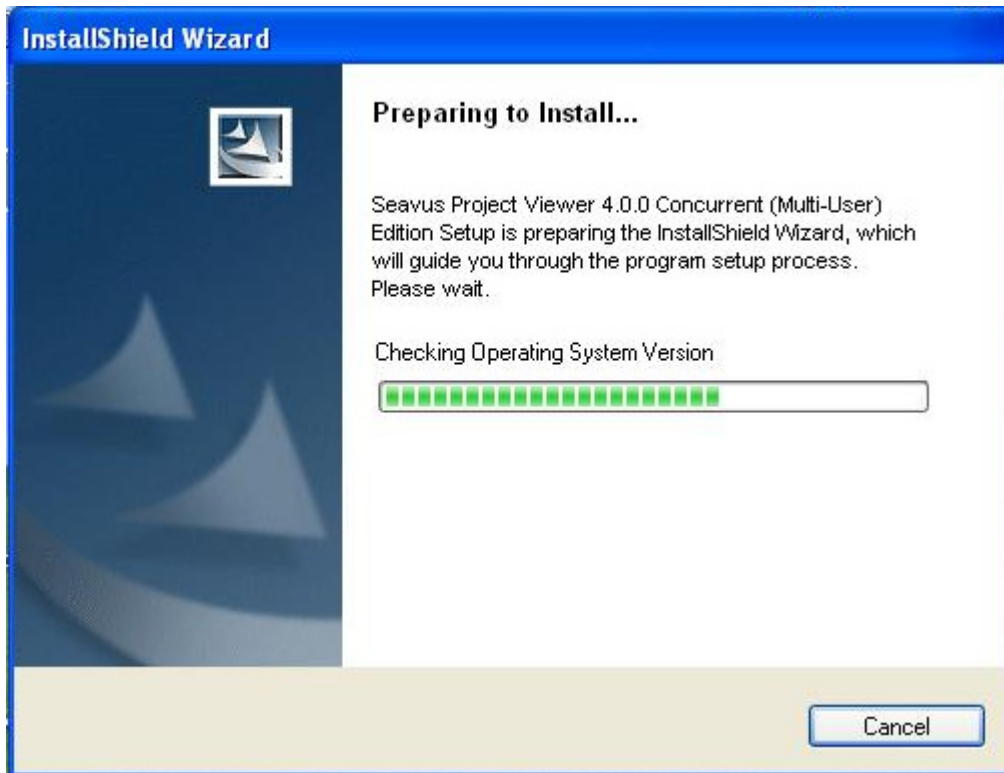 InstallShield Wizard
Preparing to Install...
Seavus Project Viewer 4.0.0 Concurrent (Multi-User)
Edition Setup is preparing the InstallShield Wizard, which
will guide you through the program setup process.
Please wait.
Checking Operating System Version
Cancel